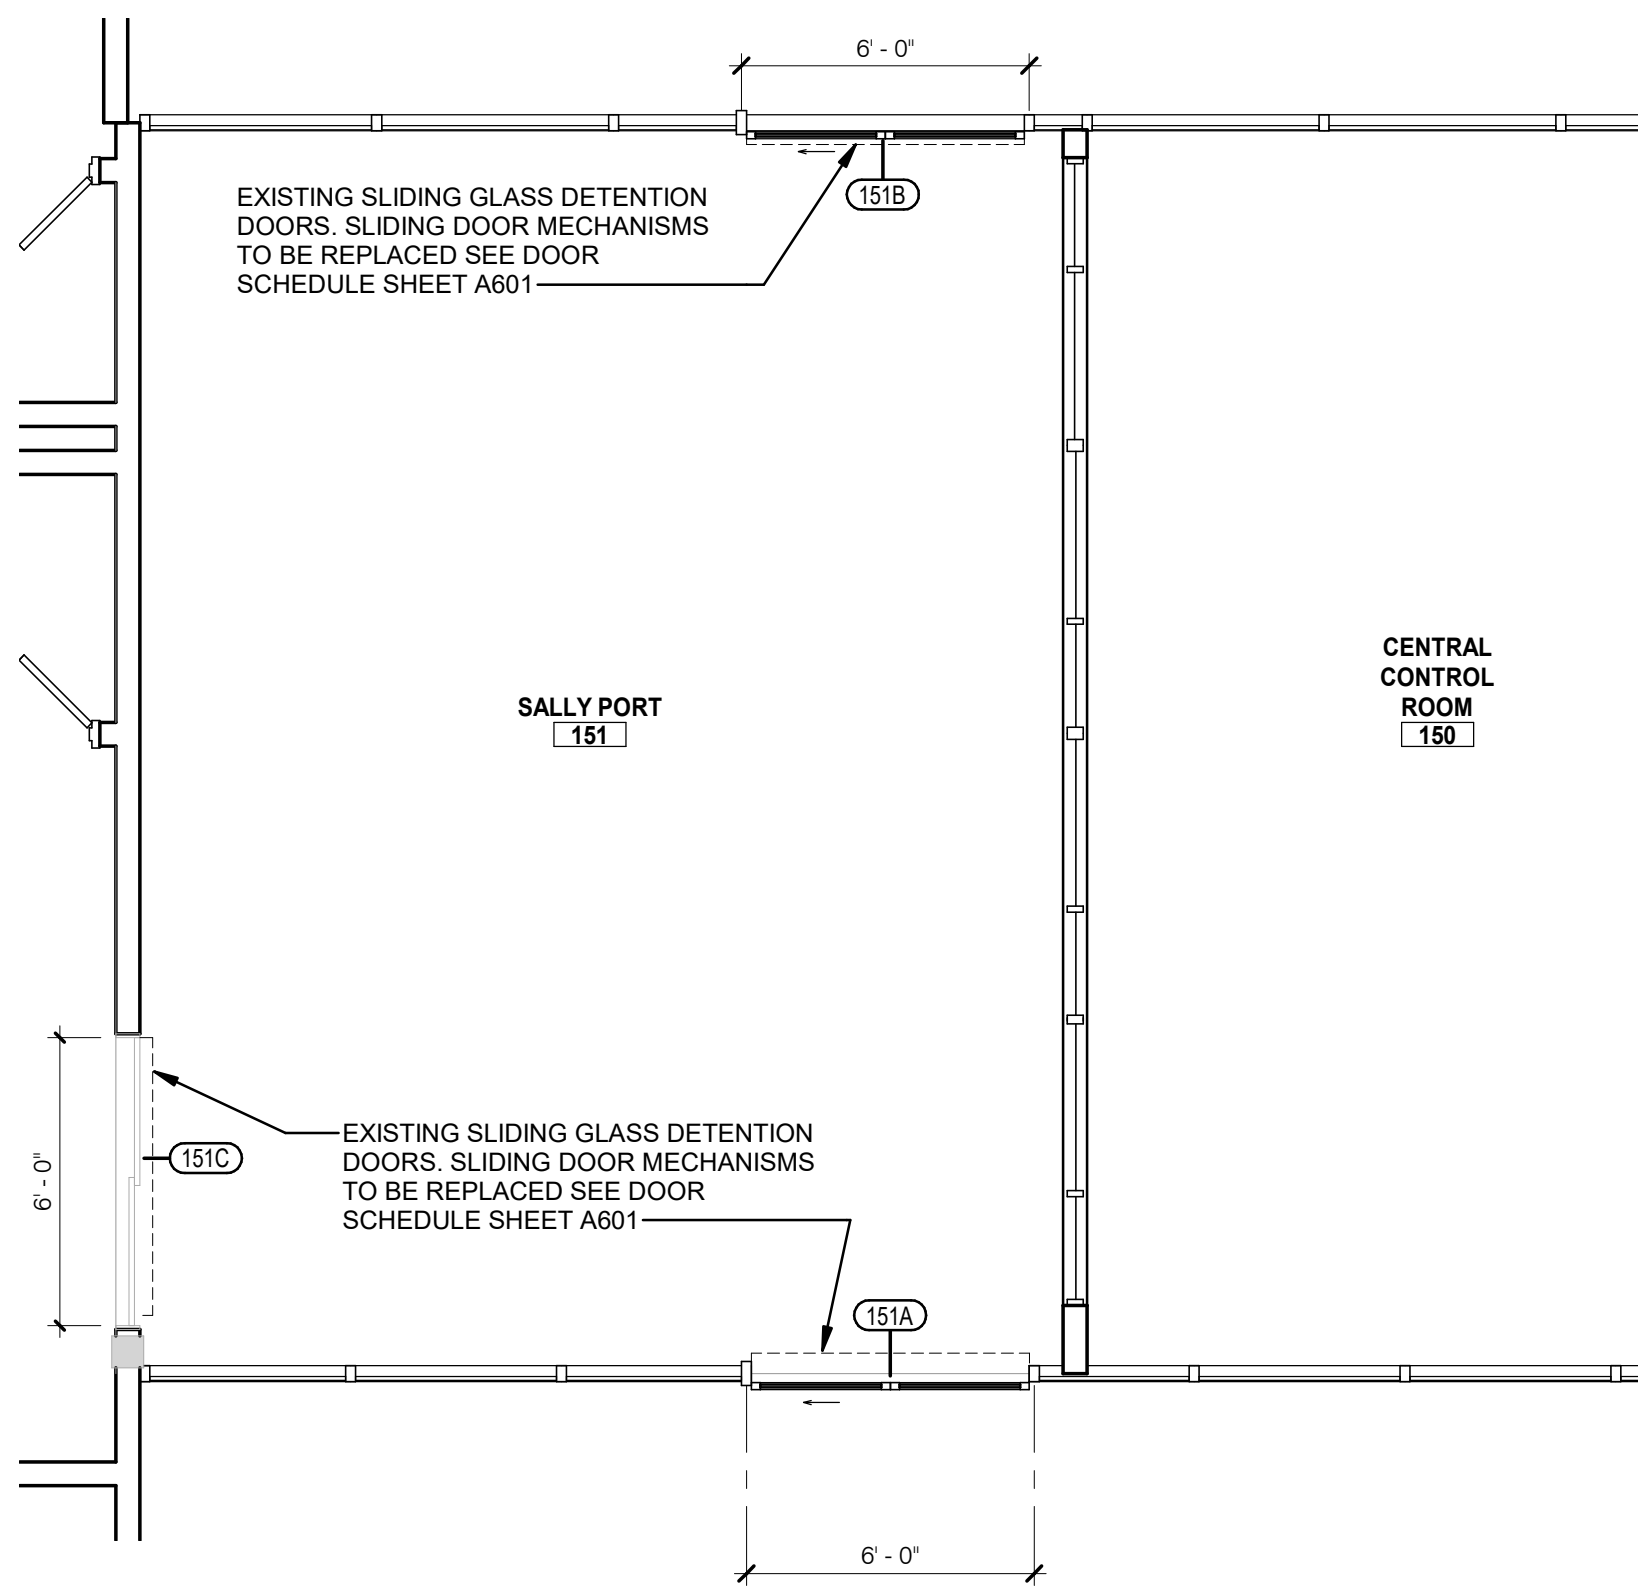 6' - 0"
151B
EXISTING SLIDING GLASS DETENTION
DOORS. SLIDING DOOR MECHANISMS
TO BE REPLACED SEE DOOR
SCHEDULE SHEET A601
CENTRAL
CONTROL
ROOM
150
SALLY PORT
151
6' - 0"
151C
EXISTING SLIDING GLASS DETENTION
DOORS. SLIDING DOOR MECHANISMS
TO BE REPLACED SEE DOOR
SCHEDULE SHEET A601
151A
6' - 0"